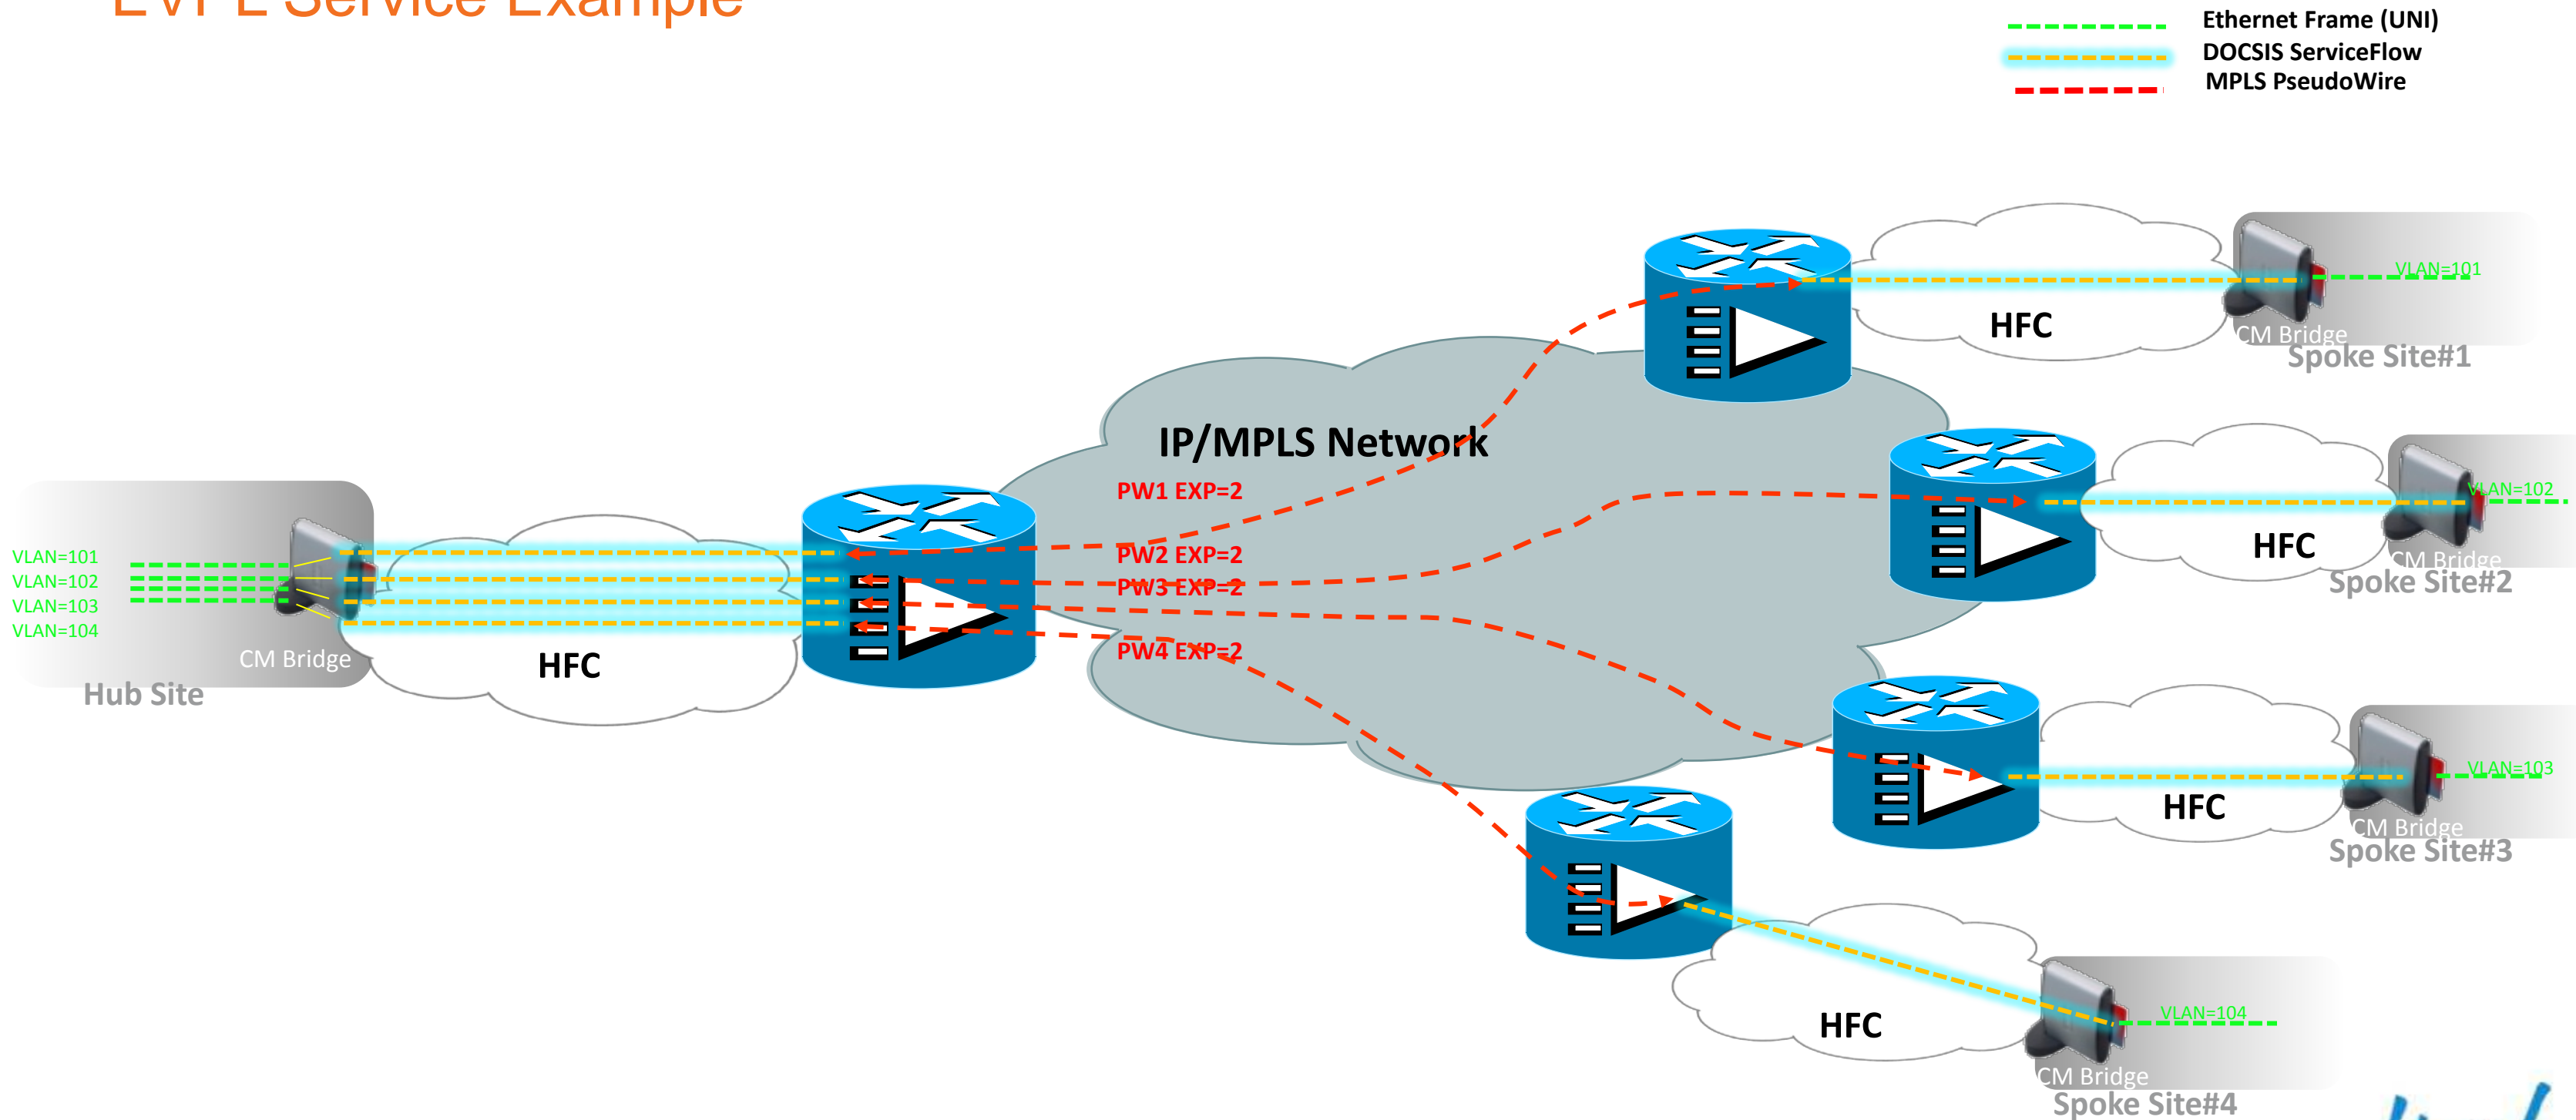 EVPL Service Example
Ethernet Frame (UNI)
DOCSIS ServiceFlow
MPLS PseudoWire
VLAN=101
HFC
CM Bridge
Spoke Site#1
IP/MPLS Network
PW1 EXP=2
VLAN=102
HFC
CM Bridge
Spoke Site#2
PW2 EXP=2
PW3 EXP=2
PW4 EXP=2
VLAN=101
VLAN=102
VLAN=103
VLAN=104
CM Bridge
HFC
Hub Site
VLAN=103
HFC
CM Bridge
Spoke Site#3
VLAN=104
HFC
CM Bridge
Spoke Site#4